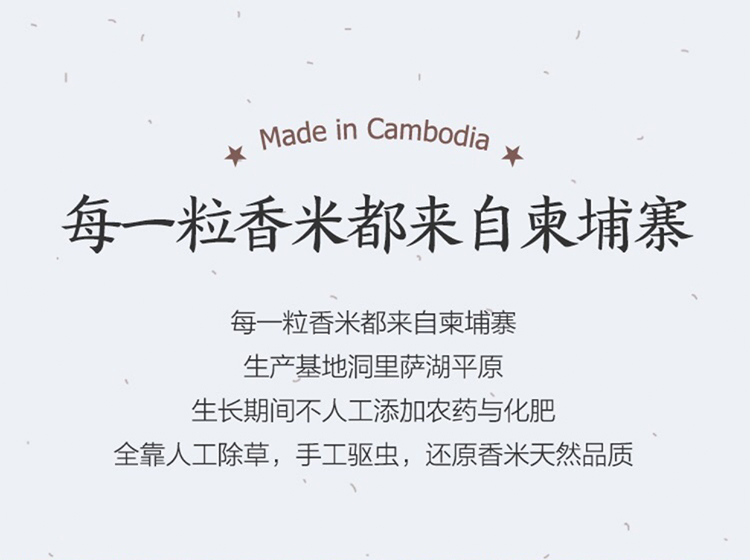 Made in Cambodia
每一粒香米都来自柬埔寨
每一粒香米都来自柬埔寨
生产基地洞里萨湖平原
生长期间不人工添加农药与化肥
全靠人工除草，手工驱虫，还原香米天然品质